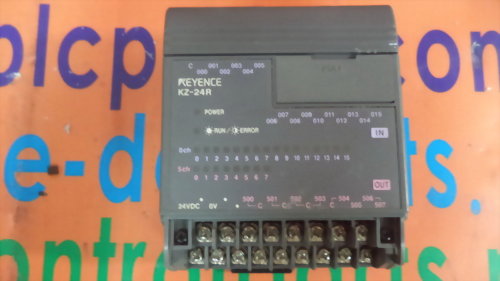 plcp
C 001 003 005
000 002 004
KEYENCE
KZ-24R
007 009 011 013 015
006 008 010 012 014
POWER
RUN / ERROR
IN
0ch
0 1 2 3 4 5 6 7 8 9 10 11 12 13 14 15
5ch
0 1 2 3 4 5 6 7
OUT
500 501 502 503 504 506
24VDC 0V C C C C 505 507
e-d